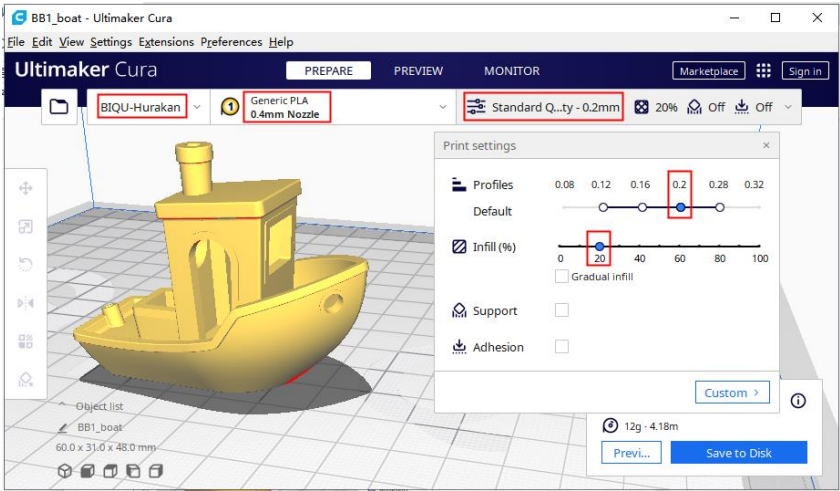 BB1_boat - Ultimaker Cura
File Edit View Settings Extensions Preferences Help
Ultimaker Cura PREPARE PREVIEW MONITOR Marketplace Sign in
BIQU-Hurakan 1 Generic PLA
0.4mm Nozzle
Standard Q...ty - 0.2mm 20% Off Off
Print settings ×
Profiles 0.08 0.12 0.16 0.2 0.28 0.32
Default
Infill (%)
0 20 40 60 80 100
Gradual infill
Support
Adhesion
Custom >
Object list
BB1_boat
60.0 x 31.0 x 48.0 mm
12g · 4.18m
Previ... Save to Disk